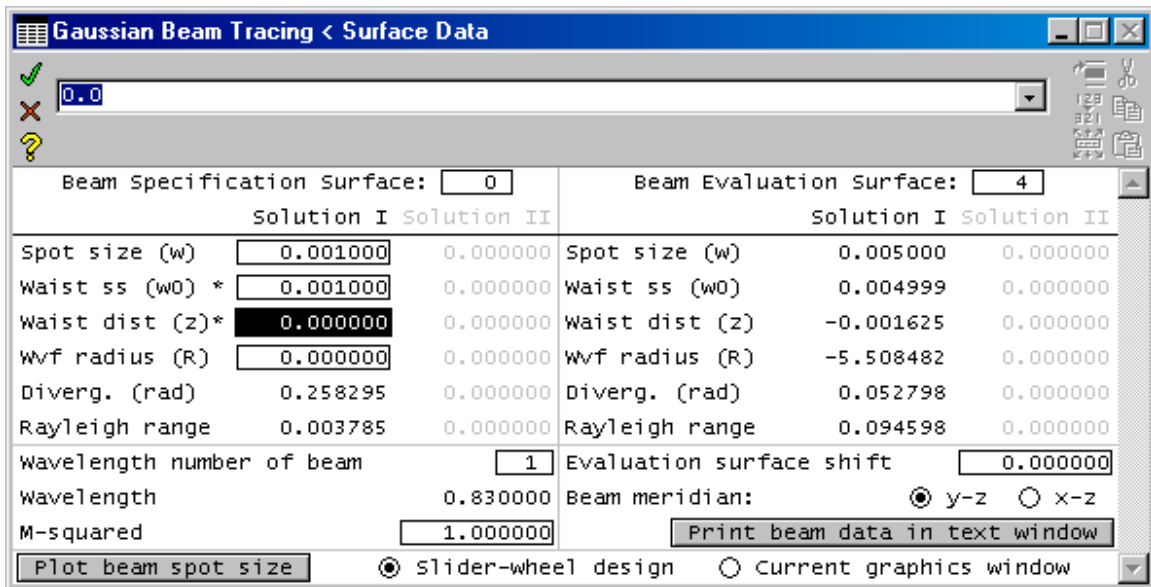 Gaussian Beam Tracing < Surface Data
0.0
Beam Specification Surface: 0 Beam Evaluation Surface: 4
Solution I Solution II Solution I Solution II
Spot size (w) 0.001000 0.000000 Spot size (w) 0.005000 0.000000
Waist ss (w0) * 0.001000 0.000000 Waist ss (w0) 0.004999 0.000000
Waist dist (z)* 0.000000 0.000000 Waist dist (z) -0.001625 0.000000
Wvf radius (R) 0.000000 0.000000 Wvf radius (R) -5.508482 0.000000
Diverg. (rad) 0.258295 0.000000 Diverg. (rad) 0.052798 0.000000
Rayleigh range 0.003785 0.000000 Rayleigh range 0.094598 0.000000
Wavelength number of beam 1 Evaluation surface shift 0.000000
Wavelength 0.830000 Beam meridian: y-z x-z
M-squared 1.000000 Print beam data in text window
Plot beam spot size Slider-wheel design Current graphics window